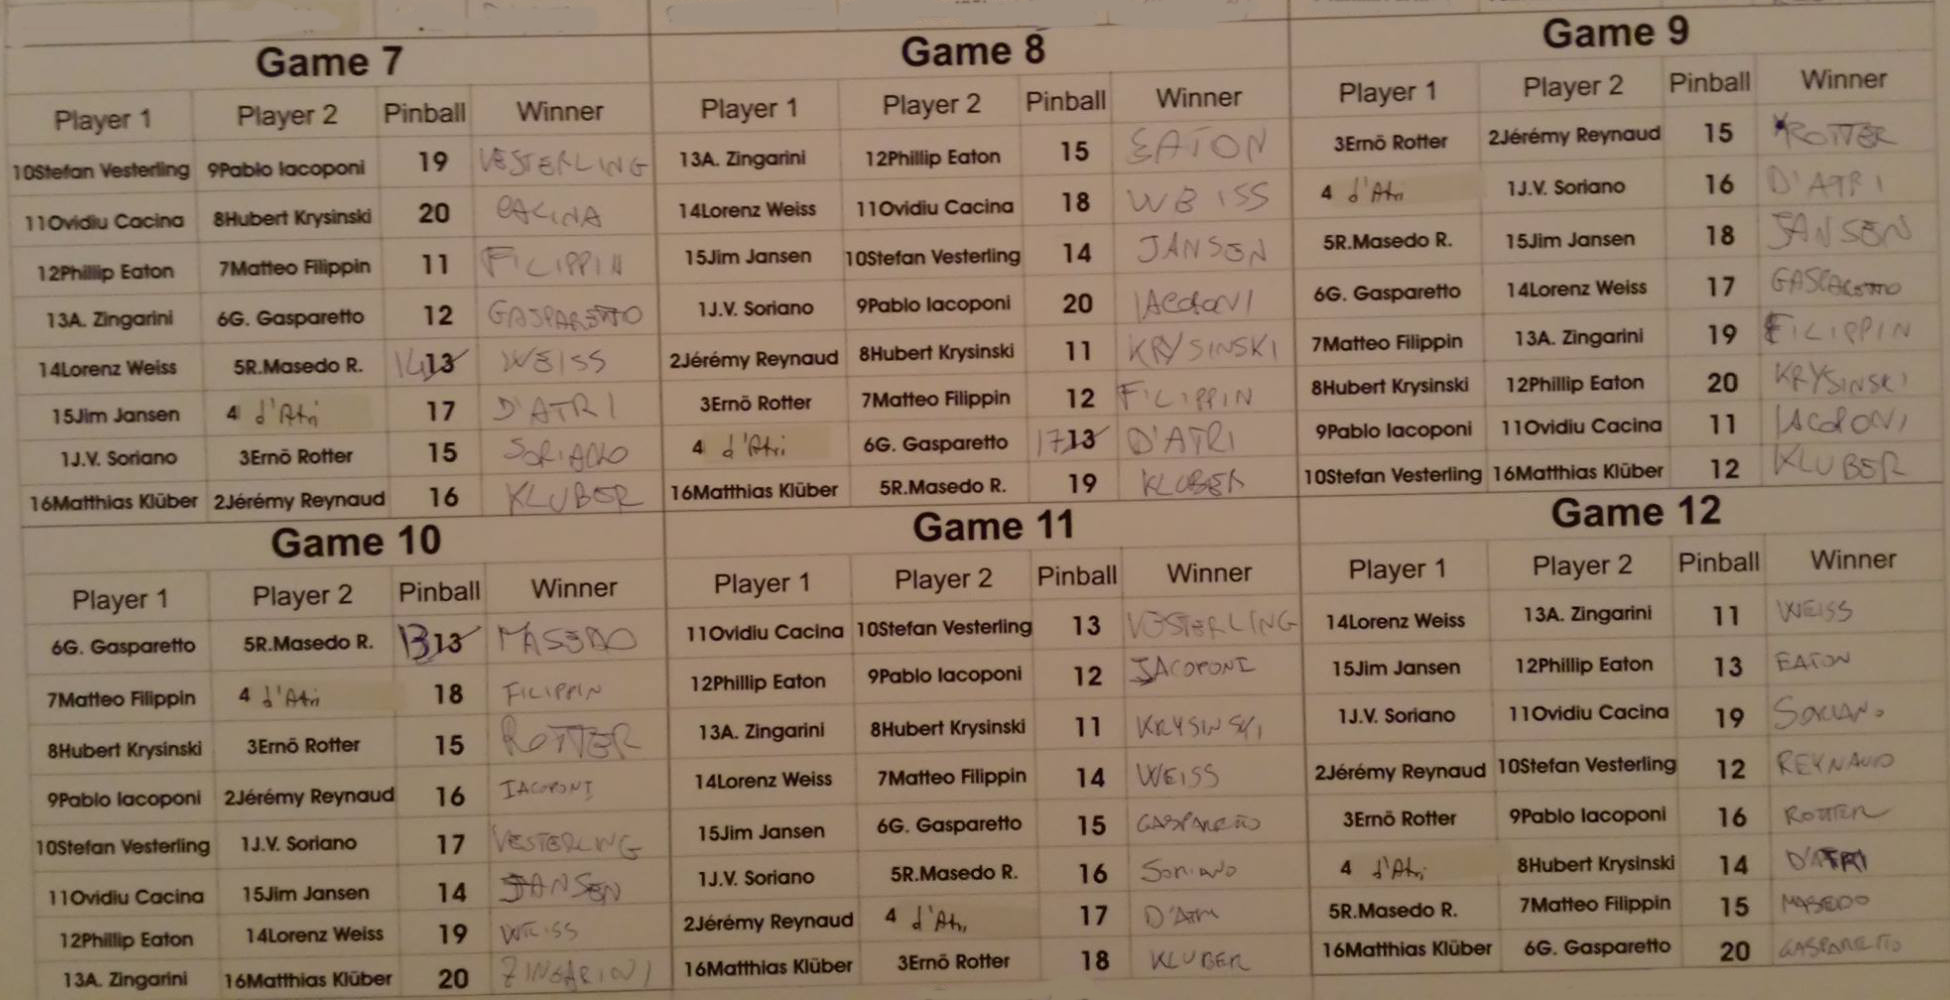 Game 7
Player 1 Player 2 Pinball Winner
10Stefan Vesterling 9Pablo Iacoponi 19 VESTERLING
11Ovidiu Cacina 8Hubert Krysinski 20 CACINA
12Phillip Eaton 7Matteo Filippin 11 FILIPPIN
13A. Zingarini 6G. Gasparetto 12 GASPARETTO
14Lorenz Weiss 5R.Masedo R. 14 13 WEISS
15Jim Jansen 4 d'Atri 17 D'ATRI
1J.V. Soriano 3Ernö Rotter 15 SORIANO
16Matthias Klüber 2Jérémy Reynaud 16 KLUBER
Game 8
Player 1 Player 2 Pinball Winner
13A. Zingarini 12Phillip Eaton 15 EATON
14Lorenz Weiss 11Ovidiu Cacina 18 WEISS
15Jim Jansen 10Stefan Vesterling 14 JANSEN
1J.V. Soriano 9Pablo Iacoponi 20 IACOPONI
2Jérémy Reynaud 8Hubert Krysinski 11 KRYSINSKI
3Ernö Rotter 7Matteo Filippin 12 FILIPPIN
4 d'Atri 6G. Gasparetto 17 13 D'ATRI
16Matthias Klüber 5R.Masedo R. 19 KLUBER
Game 9
Player 1 Player 2 Pinball Winner
3Ernö Rotter 2Jérémy Reynaud 15 ROTTER
4 d'Atri 1J.V. Soriano 16 D'ATRI
5R.Masedo R. 15Jim Jansen 18 JANSEN
6G. Gasparetto 14Lorenz Weiss 17 GASPARETTO
7Matteo Filippin 13A. Zingarini 19 FILIPPIN
8Hubert Krysinski 12Phillip Eaton 20 KRYSINSKI
9Pablo Iacoponi 11Ovidiu Cacina 11 IACOPONI
10Stefan Vesterling 16Matthias Klüber 12 KLUBER
Game 10
Player 1 Player 2 Pinball Winner
6G. Gasparetto 5R.Masedo R. 13 13 MASEDO
7Matteo Filippin 4 d'Atri 18 FILIPPIN
8Hubert Krysinski 3Ernö Rotter 15 ROTTER
9Pablo Iacoponi 2Jérémy Reynaud 16 IACOPONI
10Stefan Vesterling 1J.V. Soriano 17 VESTERLING
11Ovidiu Cacina 15Jim Jansen 14 JANSEN
12Phillip Eaton 14Lorenz Weiss 19 WEISS
13A. Zingarini 16Matthias Klüber 20 ZINGARINI
Game 11
Player 1 Player 2 Pinball Winner
11Ovidiu Cacina 10Stefan Vesterling 13 VESTERLING
12Phillip Eaton 9Pablo Iacoponi 12 JACOPONI
13A. Zingarini 8Hubert Krysinski 11 KRYSINSKI
14Lorenz Weiss 7Matteo Filippin 14 WEISS
15Jim Jansen 6G. Gasparetto 15 GASPARETTO
1J.V. Soriano 5R.Masedo R. 16 SORIANO
2Jérémy Reynaud 4 d'Atri 17 D'ATRI
16Matthias Klüber 3Ernö Rotter 18 KLUBER
Game 12
Player 1 Player 2 Pinball Winner
14Lorenz Weiss 13A. Zingarini 11 WEISS
15Jim Jansen 12Phillip Eaton 13 EATON
1J.V. Soriano 11Ovidiu Cacina 19 SORIANO
2Jérémy Reynaud 10Stefan Vesterling 12 REYNAUD
3Ernö Rotter 9Pablo Iacoponi 16 ROTTER
4 d'Atri 8Hubert Krysinski 14 D'ATRI
5R.Masedo R. 7Matteo Filippin 15 MASEDO
16Matthias Klüber 6G. Gasparetto 20 GASPARETTO